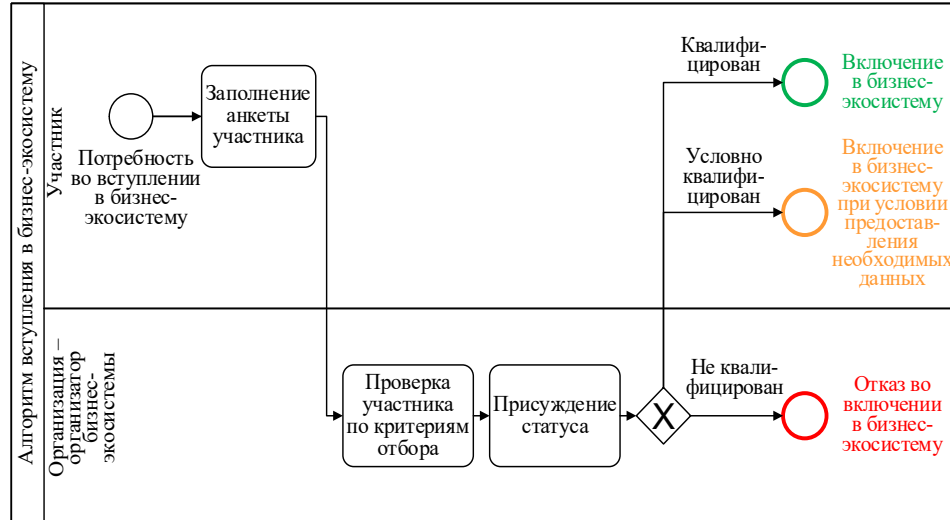 Алгоритм вступления в бизнес-экосистему
Участник
Потребность
во вступлении
в бизнес-
экосистему
Заполнение
анкеты
участника
Квалифи-
цирован
Включение
в бизнес-
экосистему
Условно
квалифи-
цирован
Включение
в бизнес-
экосистему
при условии
предостав-
ления
необходимых
данных
Организация –
организатор
бизнес-
экосистемы
Проверка
участника
по критериям
отбора
Присуждение
статуса
X
Не квали-
фицирован
Отказ во
включении
в бизнес-
экосистему